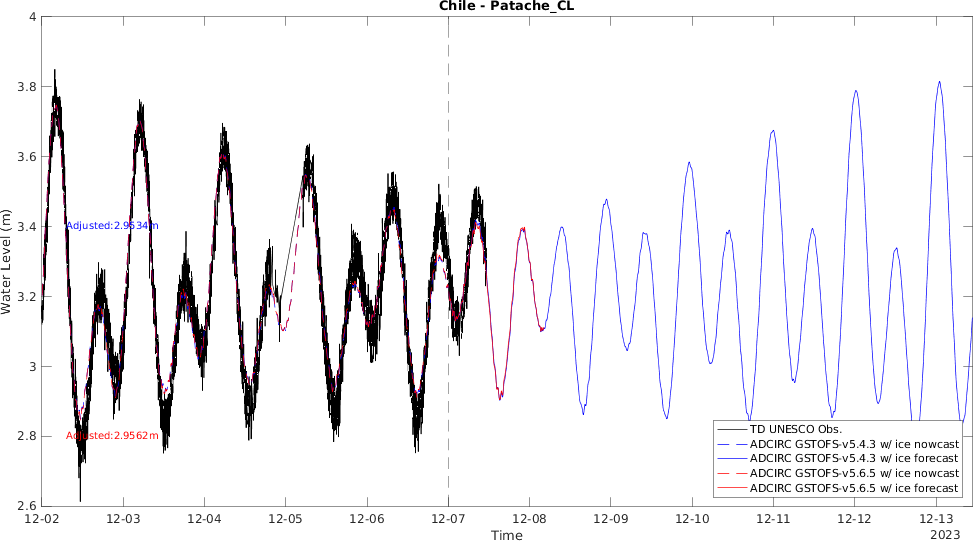 Chile - Patache_CL
4
3.8
3.6
3.4
3.2
3
2.8
2.6
Water Level (m)
Adjusted:2.9534m
Adjusted:2.9562m
TD UNESCO Obs.
ADCIRC GSTOFS-v5.4.3 w/ ice nowcast
ADCIRC GSTOFS-v5.4.3 w/ ice forecast
ADCIRC GSTOFS-v5.6.5 w/ ice nowcast
ADCIRC GSTOFS-v5.6.5 w/ ice forecast
12-02 12-03 12-04 12-05 12-06 12-07 12-08 12-09 12-10 12-11 12-12 12-13
Time
2023